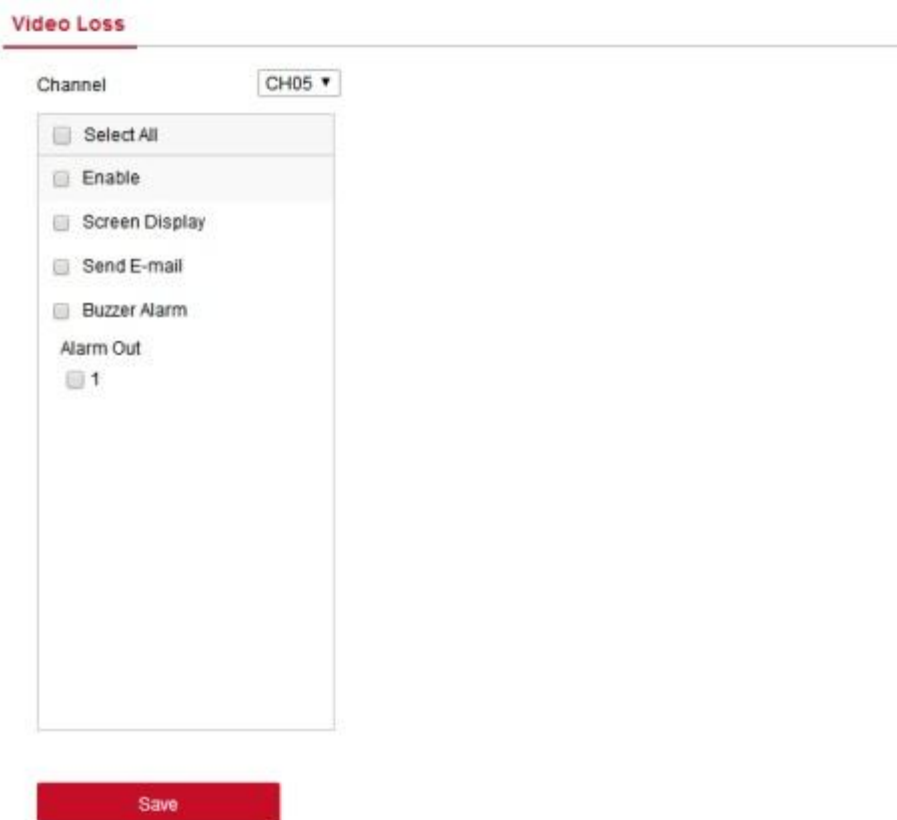 Video Loss
Channel CH05
Select All
Enable
Screen Display
Send E-mail
Buzzer Alarm
Alarm Out
1
Save